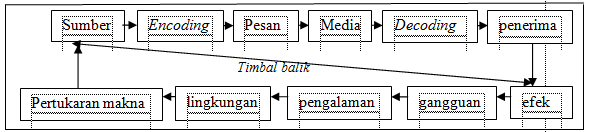 Sumber Encoding Pesan Media Decoding penerima
Timbal balik
Pertukaran makna lingkungan pengalaman gangguan efek